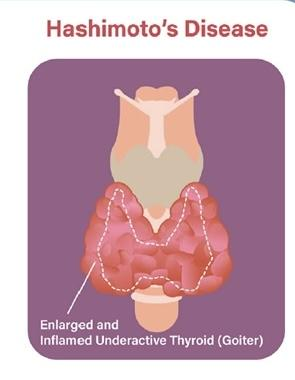 Hashimoto's Disease
Enlarged and
Inflamed Underactive Thyroid (Goiter)